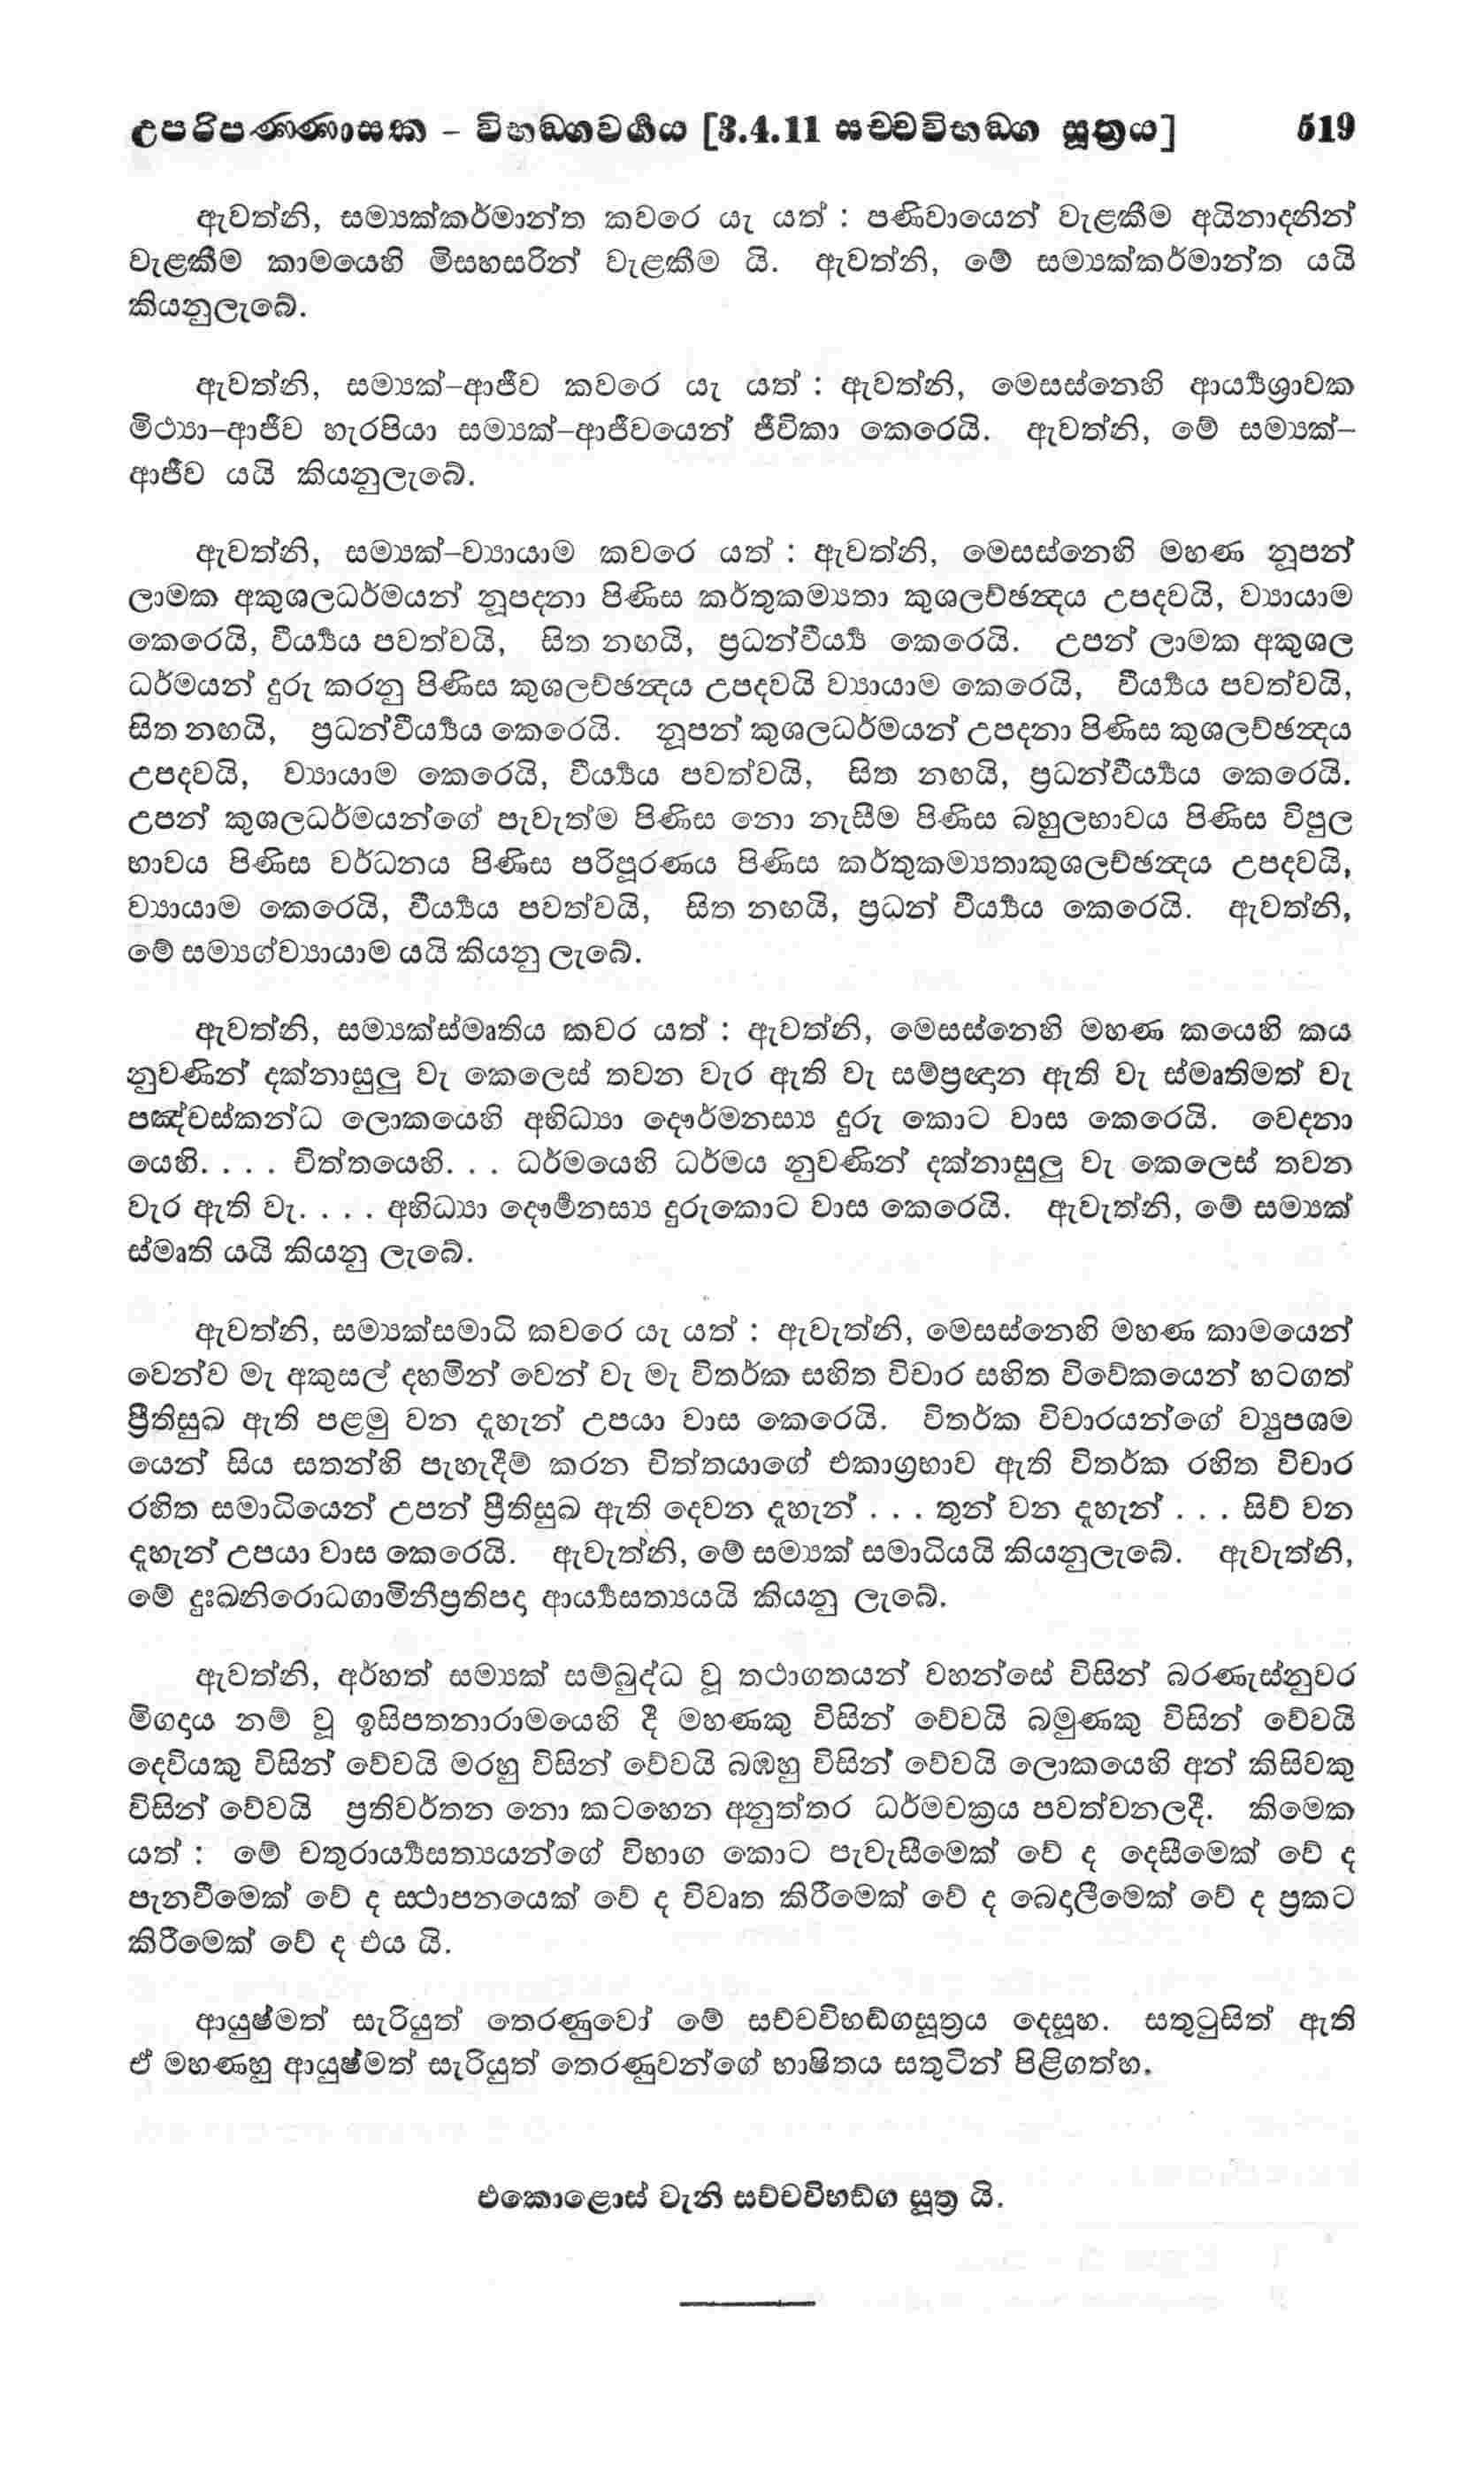 උපරිපණ්ණාසක – විභඞ්ගවර්‍ගය [3.4.11 සච්චවිභඞ්ග සූත්‍රය] 519
ඇවත්නි, සම්‍යක්කර්මාන්ත කවරෙ යැ යත් : පණිවායෙන් වැළකීම අයිනාදනින්
වැළකීම කාමයෙහි මිසහසරින් වැළකීම යි. ඇවත්නි, මේ සම්‍යක්කර්මාන්ත යයි
කියනුලැබේ.
ඇවත්නි, සම්‍යක්–ආජීව කවරෙ යැ යත් : ඇවත්නි, මෙසස්නෙහි ආර්‍ය්‍යශ්‍රාවක
මිථ්‍යා–ආජීව හැරපියා සම්‍යක්–ආජීවයෙන් ජීවිකා කෙරෙයි. ඇවත්නි, මේ සම්‍යක්–
ආජීව යයි කියනුලැබේ.
ඇවත්නි, සම්‍යක්–ව්‍යායාම කවරෙ යත් : ඇවත්නි, මෙසස්නෙහි මහණ නූපන්
ලාමක අකුශලධර්මයන් නූපදනා පිණිස කර්තුකම්‍යතා කුශලච්ඡන්‍දය උපදවයි, ව්‍යායාම
කෙරෙයි, වීර්‍ය්‍යය පවත්වයි, සිත නඟයි, ප්‍රධන්වීර්‍ය්‍ය කෙරෙයි. උපන් ලාමක අකුශල
ධර්මයන් දුරු කරනු පිණිස කුශලච්ඡන්‍දය උපදවයි ව්‍යායාම කෙරෙයි, වීර්‍ය්‍යය පවත්වයි,
සිත නඟයි, ප්‍රධන්වීර්‍ය්‍යය කෙරෙයි. නූපන් කුශලධර්මයන් උපදනා පිණිස කුශලච්ඡන්‍දය
උපදවයි, ව්‍යායාම කෙරෙයි, වීර්‍ය්‍යය පවත්වයි, සිත නඟයි, ප්‍රධන්වීර්‍ය්‍යය කෙරෙයි.
උපන් කුශලධර්මයන්ගේ පැවැත්ම පිණිස නො නැසීම පිණිස බහුලභාවය පිණිස විපුල
භාවය පිණිස වර්ධනය පිණිස පරිපූරණය පිණිස කර්තුකම්‍යතාකුශලච්ඡන්‍දය උපදවයි,
ව්‍යායාම කෙරෙයි, වීර්‍ය්‍යය පවත්වයි, සිත නඟයි, ප්‍රධන් වීර්‍ය්‍යය කෙරෙයි. ඇවත්නි,
මේ සම්‍යග්ව්‍යායාම යයි කියනු ලැබේ.
ඇවත්නි, සම්‍යක්ස්මෘතිය කවර යත් : ඇවත්නි, මෙසස්නෙහි මහණ කයෙහි කය
නුවණින් දක්නාසුලු වැ කෙලෙස් තවන වැර ඇති වැ සම්ප්‍රඥාන ඇති වැ ස්මෘතිමත් වැ
පඤ්චස්කන්ධ ලොකයෙහි අභිධ්‍යා දෞර්මනස්‍ය දුරු කොට වාස කෙරෙයි. වෙදනා
යෙහි. . . . චිත්තයෙහි. . . ධර්මයෙහි ධර්මය නුවණින් දක්නාසුලු වැ කෙලෙස් තවන
වැර ඇති වැ. . . . අභිධ්‍යා දෞර්‍මනස්‍ය දුරුකොට වාස කෙරෙයි. ඇවැත්නි, මේ සම්‍යක්
ස්මෘති යයි කියනු ලැබේ.
ඇවත්නි, සම්‍යක්සමාධි කවරෙ යැ යත් : ඇවැත්නි, මෙසස්නෙහි මහණ කාමයෙන්
වෙන්ව මැ අකුසල් දහමින් වෙන් වැ මැ විතර්ක සහිත විචාර සහිත විවේකයෙන් හටගත්
ප්‍රීතිසුඛ ඇති පළමු වන දූහැන් උපයා වාස කෙරෙයි. විතර්ක විචාරයන්ගේ ව්‍යුපශම
යෙන් සිය සතන්හි පැහැදීම් කරන චිත්තයාගේ එකාග්‍රභාව ඇති විතර්ක රහිත විචාර
රහිත සමාධියෙන් උපන් ප්‍රීතිසුඛ ඇති දෙවන දූහැන් . . . තුන් වන දූහැන් . . . සිව් වන
දූහැන් උපයා වාස කෙරෙයි. ඇවැත්නි, මේ සම්‍යක් සමාධියයි කියනුලැබේ. ඇවැත්නි,
මේ දුඃඛනිරොධගාමිනීප්‍රතිපදා ආර්‍ය්‍යසත්‍යයයි කියනු ලැබේ.
ඇවත්නි, අර්හත් සම්‍යක් සම්බුද්ධ වූ තථාගතයන් වහන්සේ විසින් බරණැස්නුවර
මිගදාය නම් වූ ඉසිපතනාරාමයෙහි දී මහණකු විසින් වේවයි බමුණකු විසින් වේවයි
දෙවියකු විසින් වේවයි මරහු විසින් වේවයි බඹහු විසින් වේවයි ලොකයෙහි අන් කිසිවකු
විසින් වේවයි ප්‍රතිවර්තන නො කටහෙන අනුත්තර ධර්මචක්‍රය පවත්වනලදී. කිමෙක
යත් : මේ චතුරාර්‍ය්‍යසත්‍යයන්ගේ විභාග කොට පැවැසීමෙක් වේ ද දෙසීමෙක් වේ ද
පැනවීමෙක් වේ ද ස්‍ථාපනයෙක් වේ ද විවෘත කිරීමෙක් වේ ද බෙදාලීමෙක් වේ ද ප්‍රකට
කිරීමෙක් වේ ද එය යි.
ආයුෂ්මත් සැරියුත් තෙරණුවෝ මේ සච්චවිභඬ්ගසූත්‍රය දෙසූහ. සතුටුසිත් ඇති
ඒ මහණහු ආයුෂ්මත් සැරියුත් තෙරණුවන්ගේ භාෂිතය සතුටින් පිළිගත්හ.
එකොළොස් වැනි සච්චවිභඬ්ග සූත්‍ර යි.